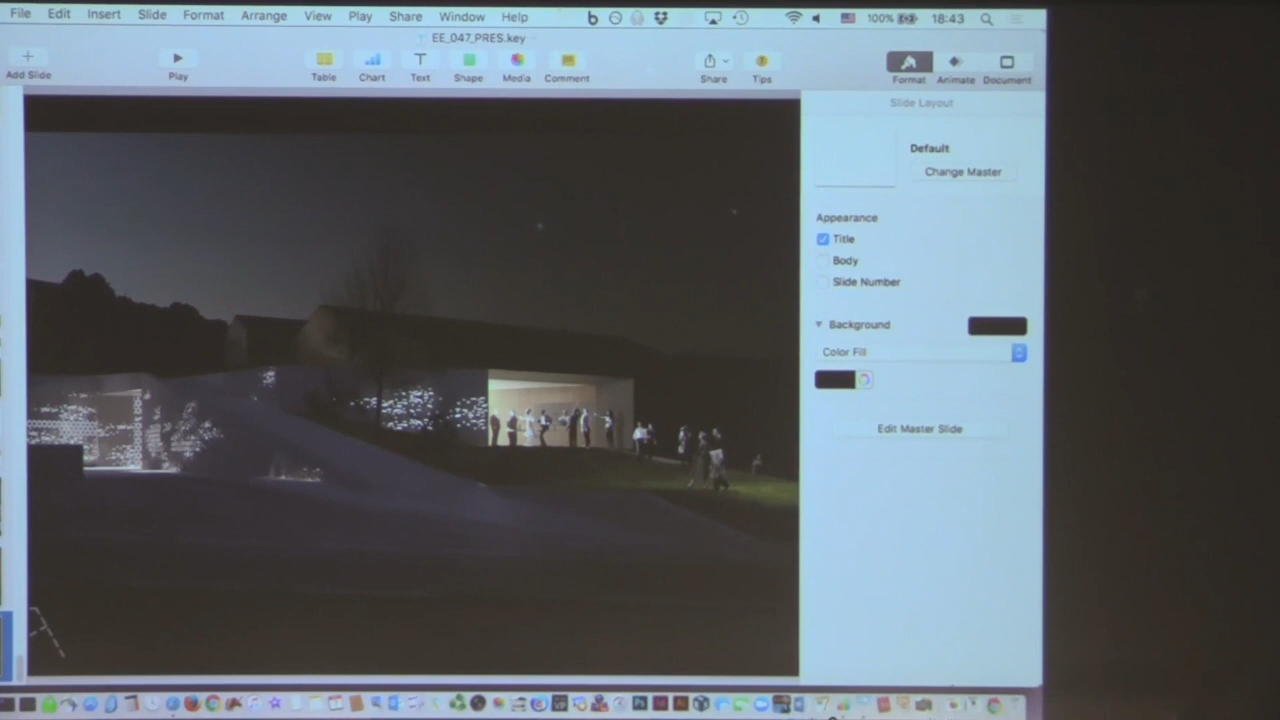 File Edit Insert Slide Format Arrange View Play Share Window Help 100% 18:43
EE_047_PRES.key
Add Slide Play Table Chart Text Shape Media Comment Share Tips Format Animate Document
Slide Layout
Default
Change Master
Appearance
Title
Body
Slide Number
Background
Color Fill
Edit Master Slide